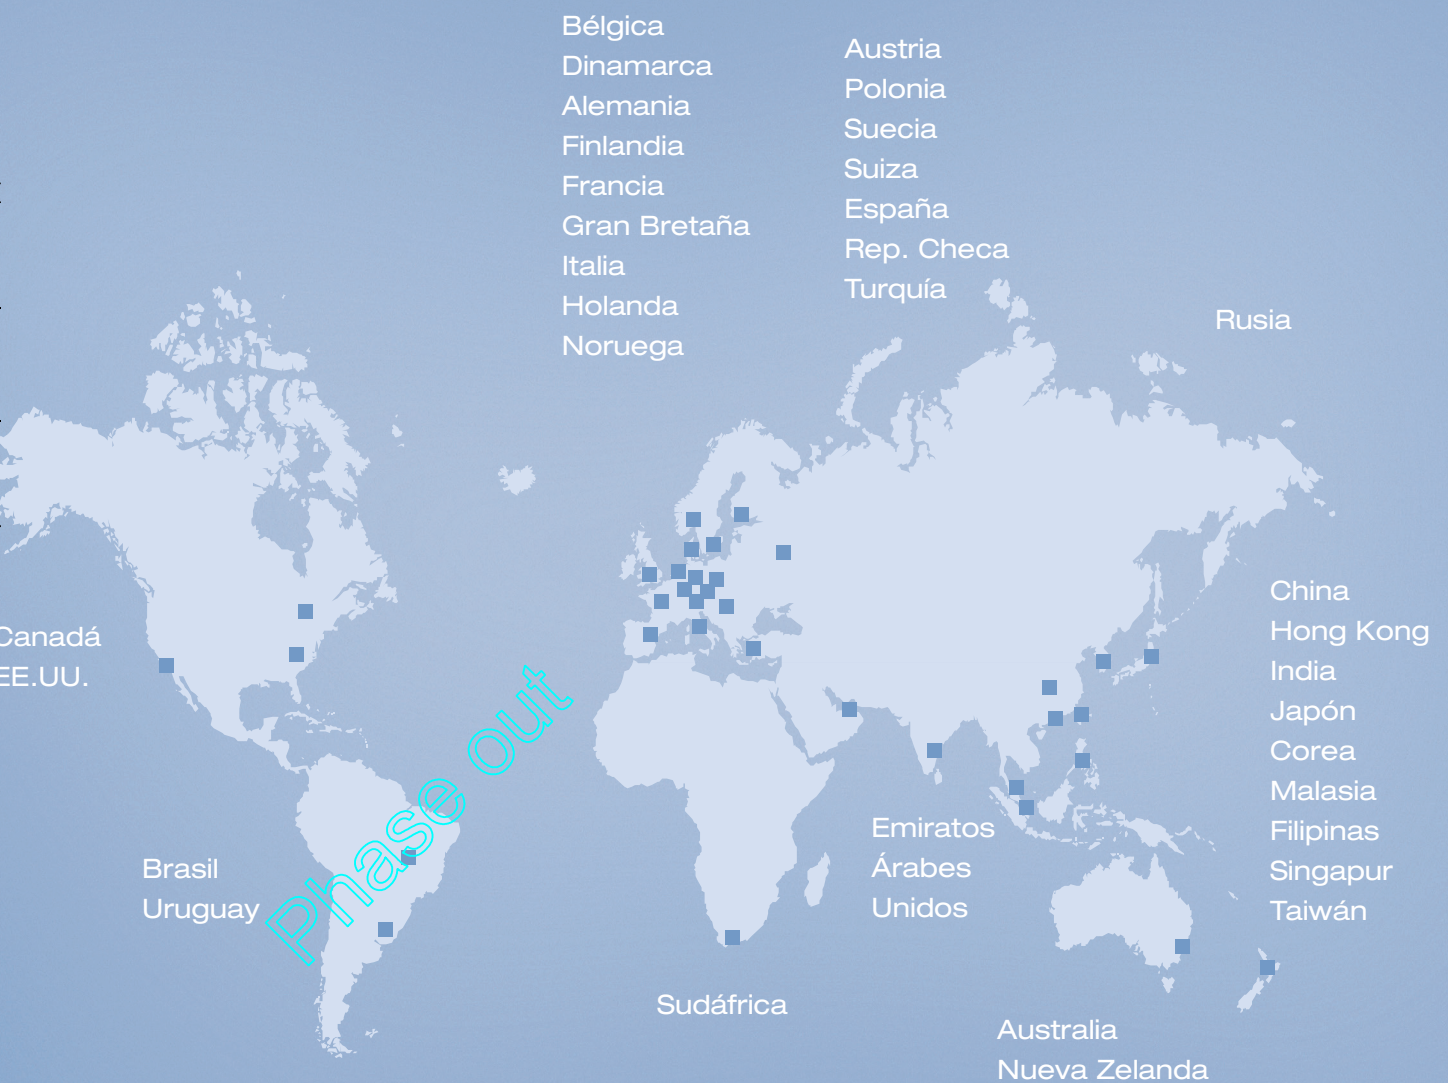 Bélgica
Dinamarca
Alemania
Finlandia
Francia
Gran Bretaña
Italia
Holanda
Noruega
Austria
Polonia
Suecia
Suiza
España
Rep. Checa
Turquía
Rusia
Canadá
EE.UU.
China
Hong Kong
India
Japón
Corea
Malasia
Filipinas
Singapur
Taiwán
Phase out
Brasil
Uruguay
Emiratos
Árabes
Unidos
Sudáfrica
Australia
Nueva Zelanda